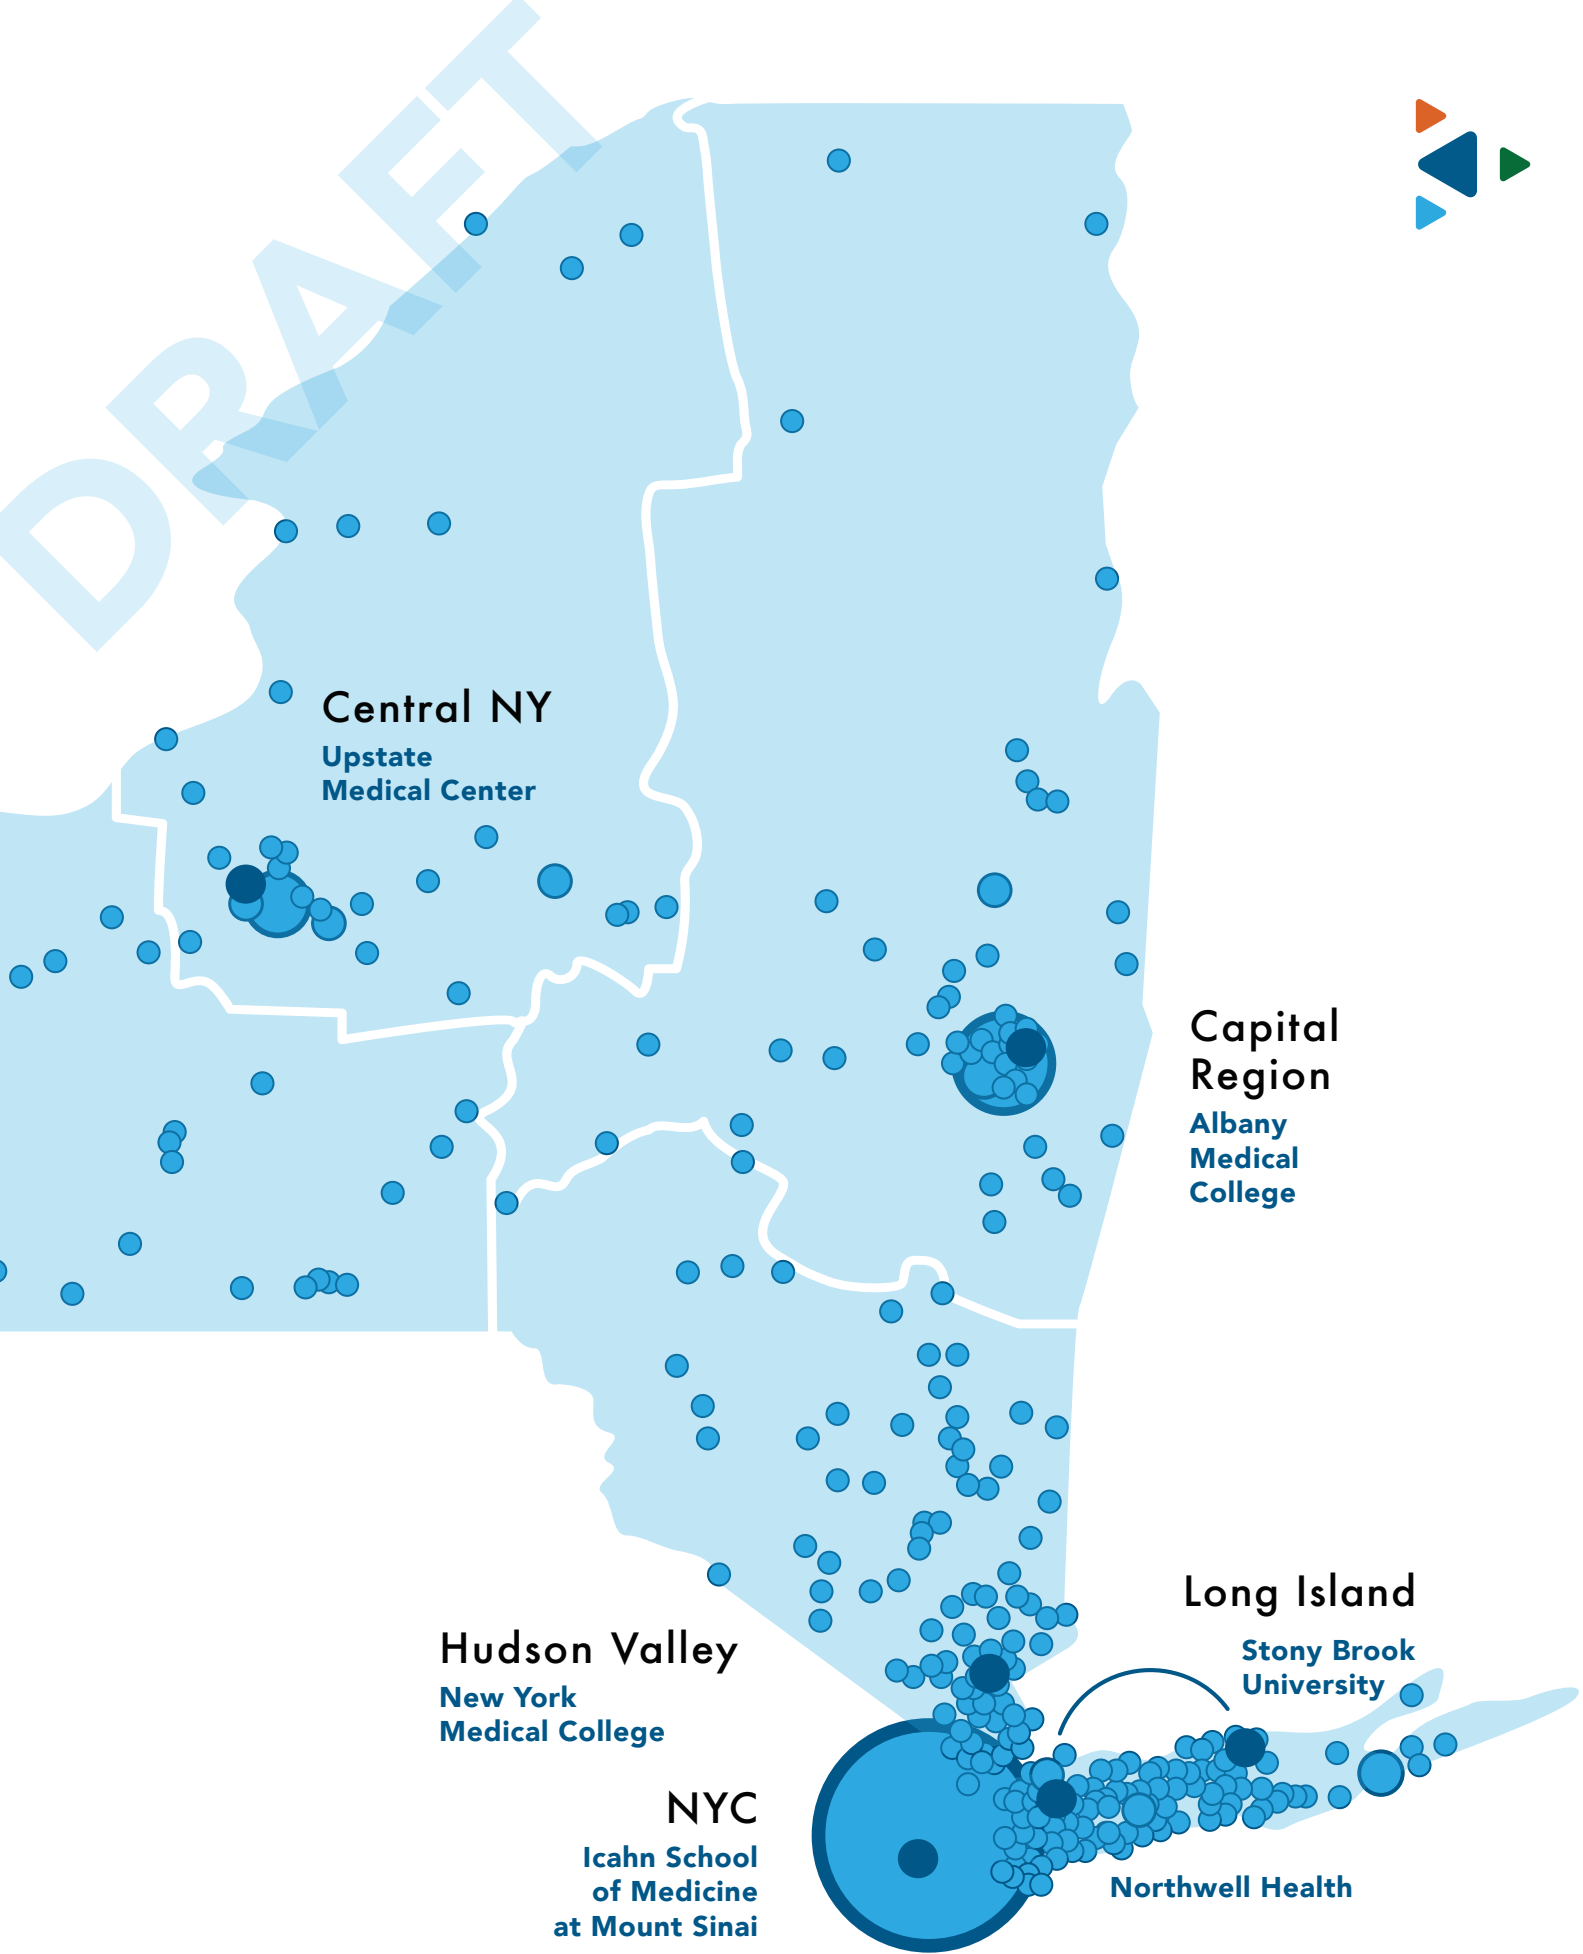 DRAFT
Central NY
Upstate
Medical Center
Capital
Region
Albany
Medical
College
Long Island
Stony Brook
University
Hudson Valley
New York
Medical College
NYC
Icahn School
of Medicine
at Mount Sinai
Northwell Health